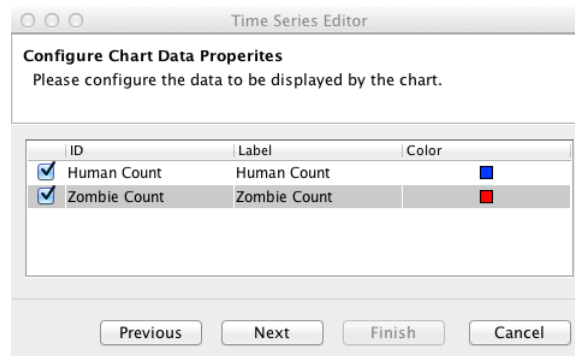 Time Series Editor
Configure Chart Data Properites
Please configure the data to be displayed by the chart.
ID Label Color
Human Count Human Count
Zombie Count Zombie Count
Previous Next Finish Cancel